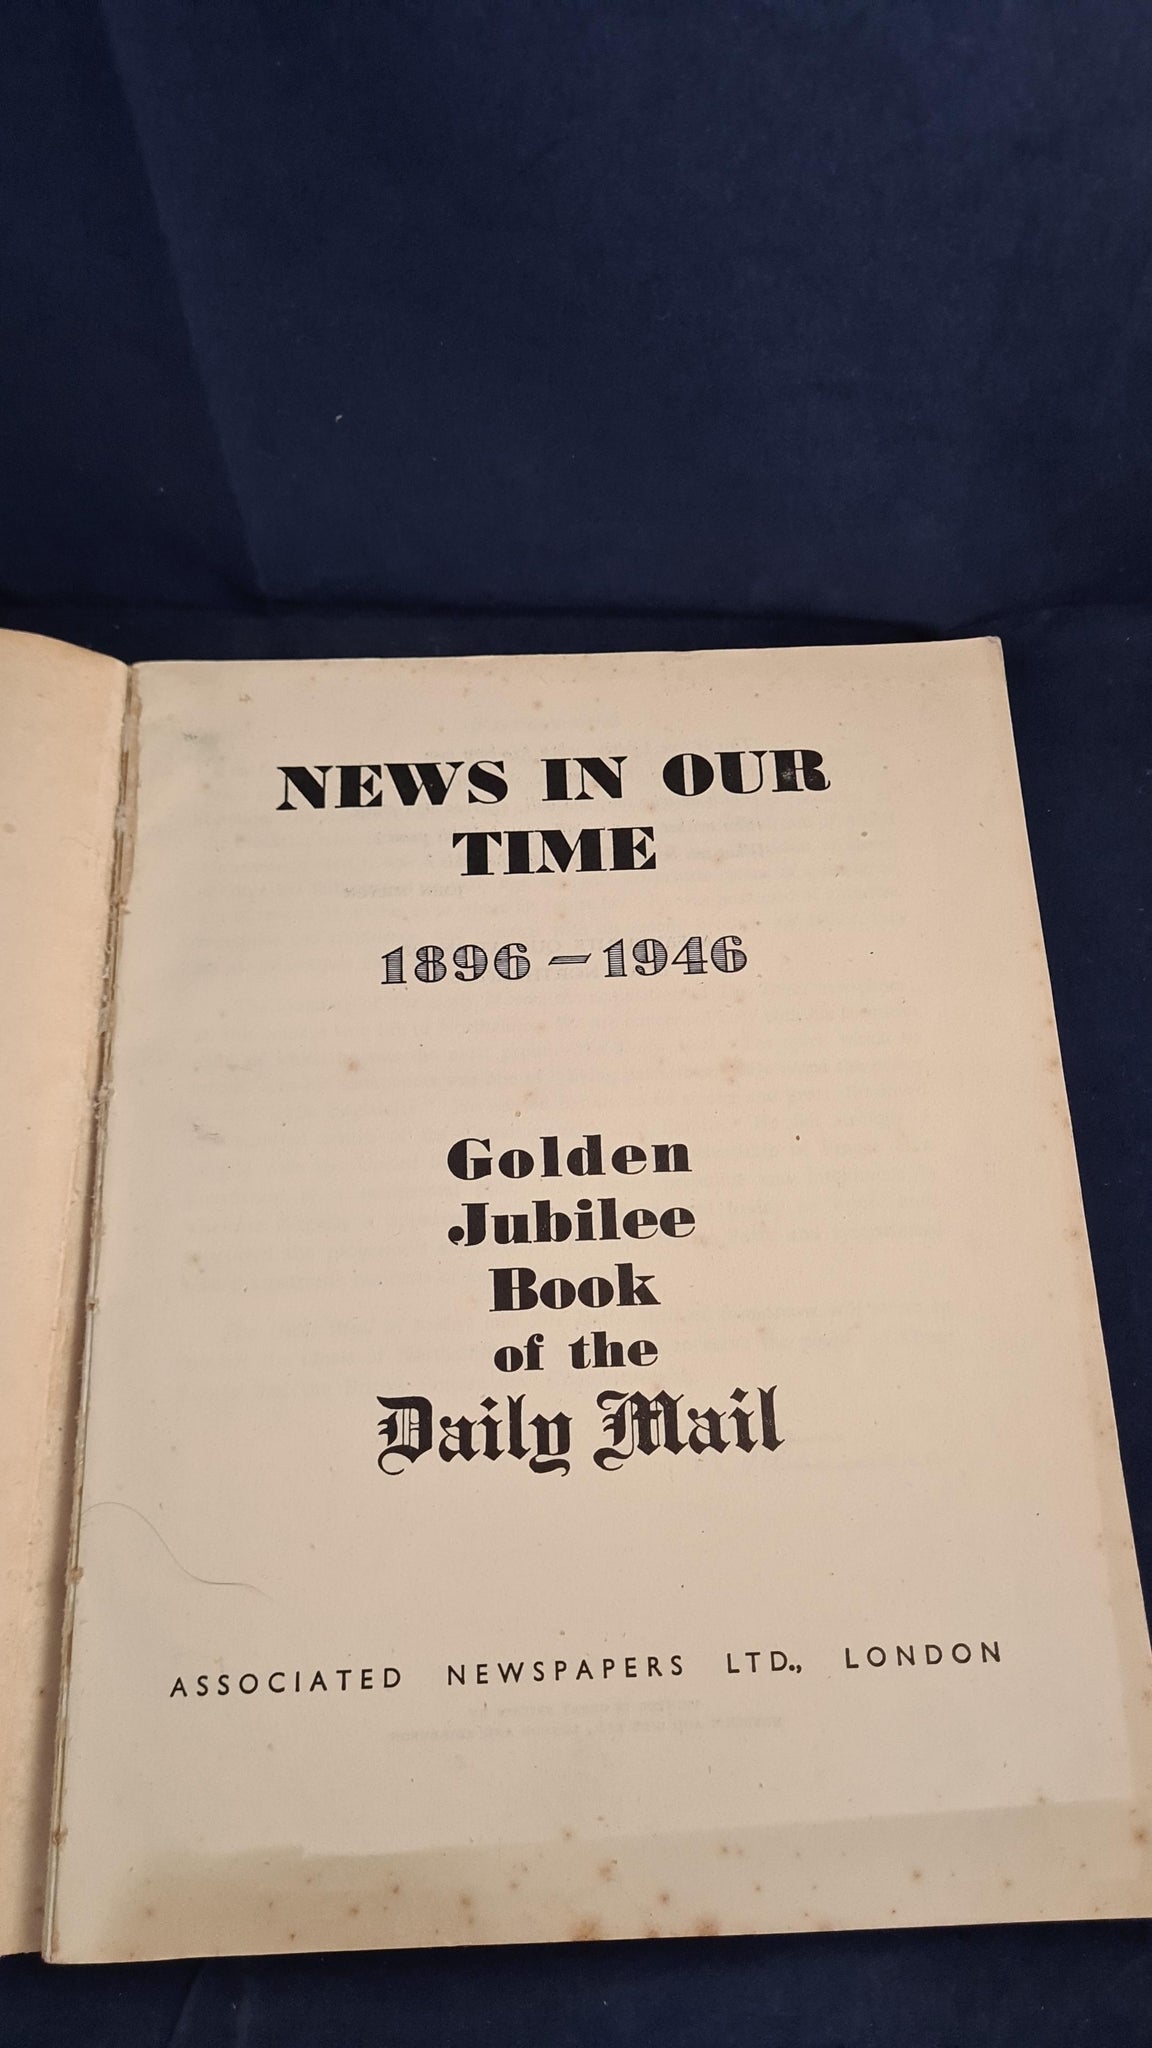 NEWS IN OUR
TIME
1896-1946
Golden
Jubilee
Book
of the
Daily Mail
ASSOCIATED NEWSPAPERS LTD., LONDON